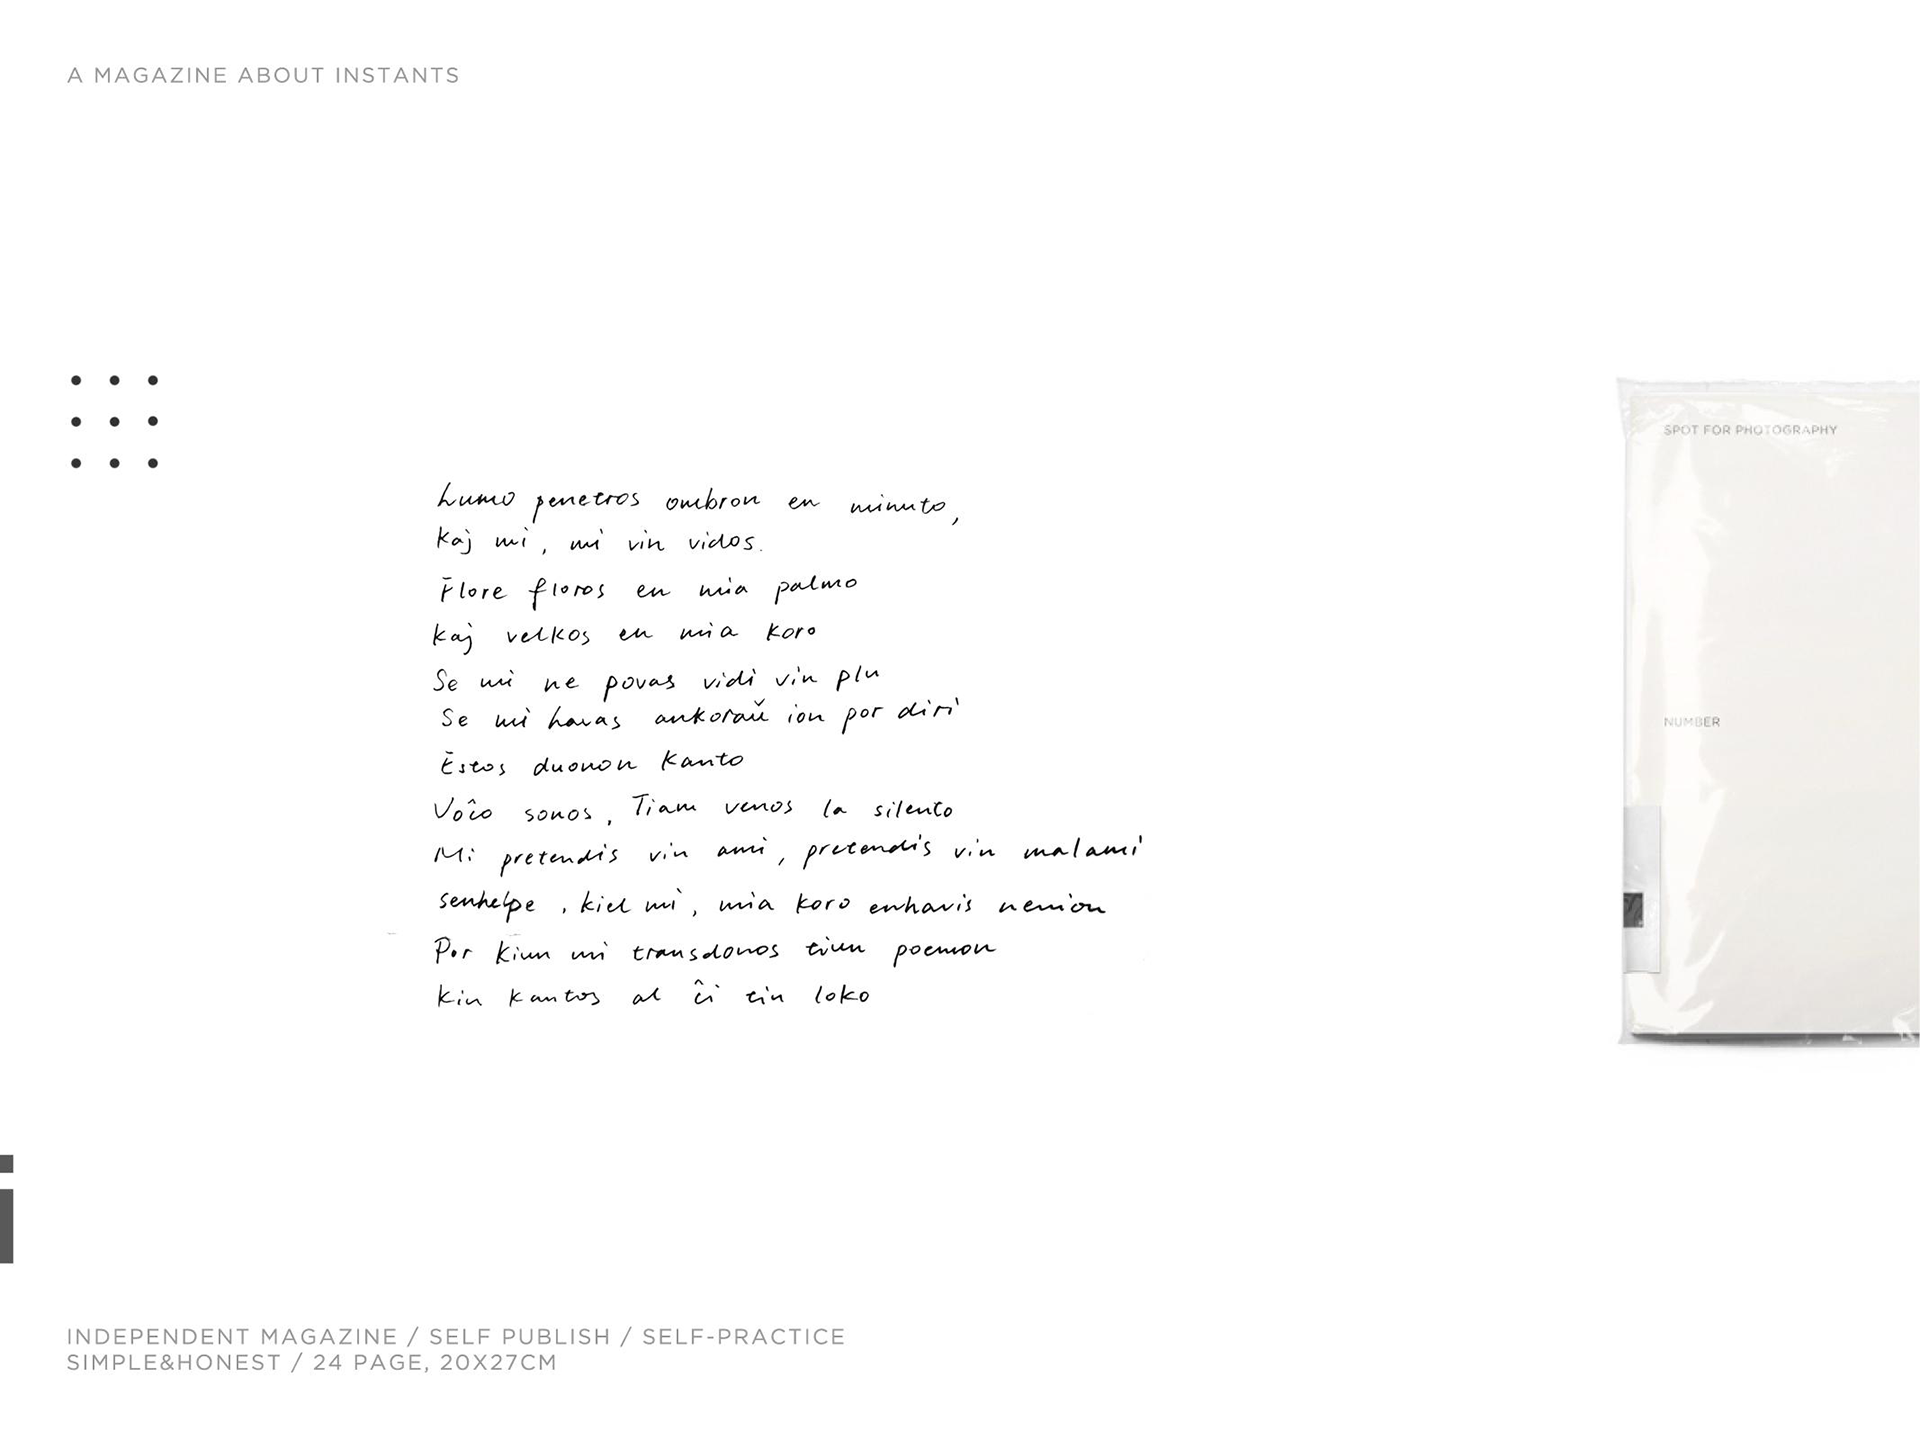 A MAGAZINE ABOUT INSTANTS
SPOT FOR PHOTOGRAPHY
Lumo penetros ombron en minuto,
Kaj mi, mi vin vidos.
Flore floros en mia palmo
Kaj velkos en mia koro
Se mi ne povas vidi vin plu
Se mi havas ankoraŭ ion por diri
Estos duonon Kanto
Voĉo sonos, Tiam venos la silento
Mi pretendis vin ami, pretendis vin malami
senhelpe, kiel mi, mia koro enhavis nenion
Por Kiun mi transdonos tiun poemon
Kin Kantos al ĉi tin loko
NUMBER
i
INDEPENDENT MAGAZINE / SELF PUBLISH / SELF-PRACTICE
SIMPLE&HONEST / 24 PAGE, 20X27CM